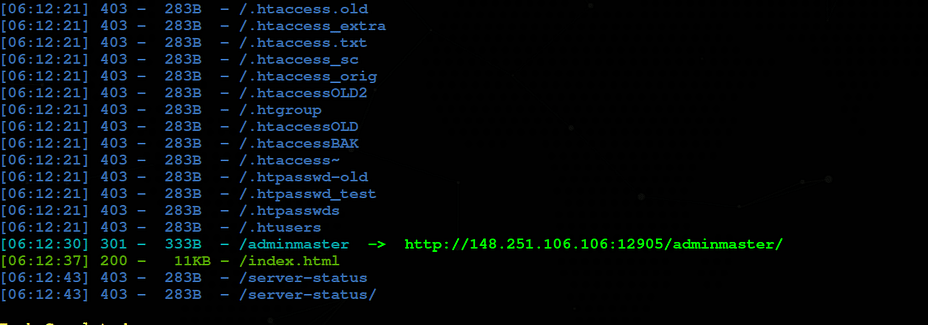 [06:12:21] 403 -  283B  - /.htaccess.old
[06:12:21] 403 -  283B  - /.htaccess_extra
[06:12:21] 403 -  283B  - /.htaccess.txt
[06:12:21] 403 -  283B  - /.htaccess_sc
[06:12:21] 403 -  283B  - /.htaccess_orig
[06:12:21] 403 -  283B  - /.htaccessOLD2
[06:12:21] 403 -  283B  - /.htgroup
[06:12:21] 403 -  283B  - /.htaccessOLD
[06:12:21] 403 -  283B  - /.htaccessBAK
[06:12:21] 403 -  283B  - /.htaccess~
[06:12:21] 403 -  283B  - /.htpasswd-old
[06:12:21] 403 -  283B  - /.htpasswd_test
[06:12:21] 403 -  283B  - /.htpasswds
[06:12:21] 403 -  283B  - /.htusers
[06:12:30] 301 -  333B  - /adminmaster  ->  http://148.251.106.106:12905/adminmaster/
[06:12:37] 200 -   11KB - /index.html
[06:12:43] 403 -  283B  - /server-status
[06:12:43] 403 -  283B  - /server-status/